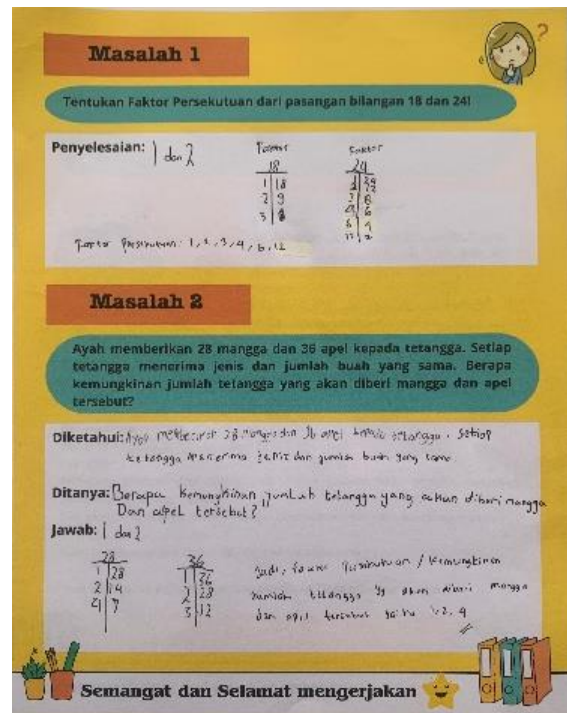 ?
Masalah 1
Tentukan Faktor Persekutuan dari pasangan bilangan 18 dan 24!
Penyelesaian: 1 dan 2
Faktor Faktor
18 24
1 18
2 9
3
Faktor Persekutuan: 1, 2, 3, 4, 6, 12
Masalah 2
Ayah memberikan 28 mangga dan 36 apel kepada tetangga. Setiap
tetangga menerima jenis dan jumlah buah yang sama. Berapa
kemungkinan jumlah tetangga yang akan diberi mangga dan apel
tersebut?
Diketahui: Ayah 28 mangga dan 36 apel kepada tetangga. Setiap
tetangga menerima jenis dan jumlah buah yang sama.
Ditanya: Berapa kemungkinan jumlah tetangga yang akan diberi mangga
Dan apel tersebut?
Jawab: 1 dan 2
28 36
1 28 1 36
2 14 2 28
4 7 3 12
Jadi, Faktor / kemungkinan
tetangga yg akan diberi mangga
dan apel tersebut 1, 2, 4
Semangat dan Selamat mengerjakan